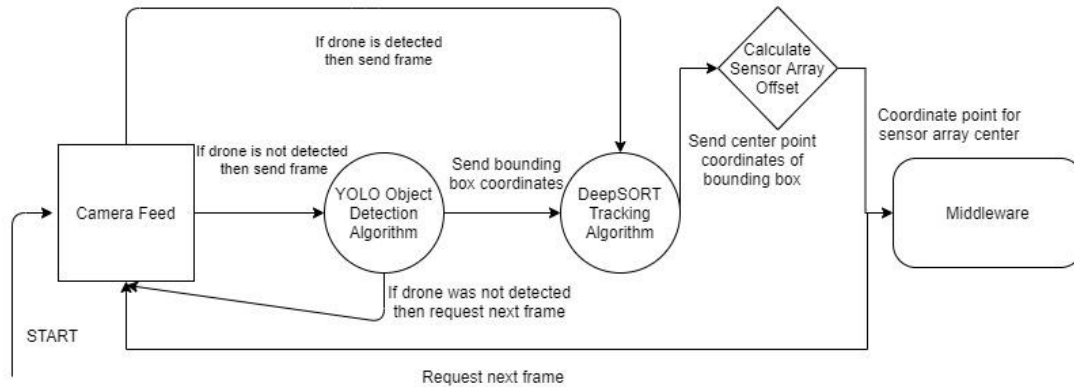 If drone is detected
then send frame
Calculate
Sensor Array
Offset
Coordinate point for
sensor array center
If drone is not detected
then send frame
Send bounding
box coordinates
Send center point
coordinates of
bounding box
Camera Feed
YOLO Object
Detection
Algorithm
DeepSORT
Tracking
Algorithm
Middleware
If drone was not detected
then request next frame
START
Request next frame